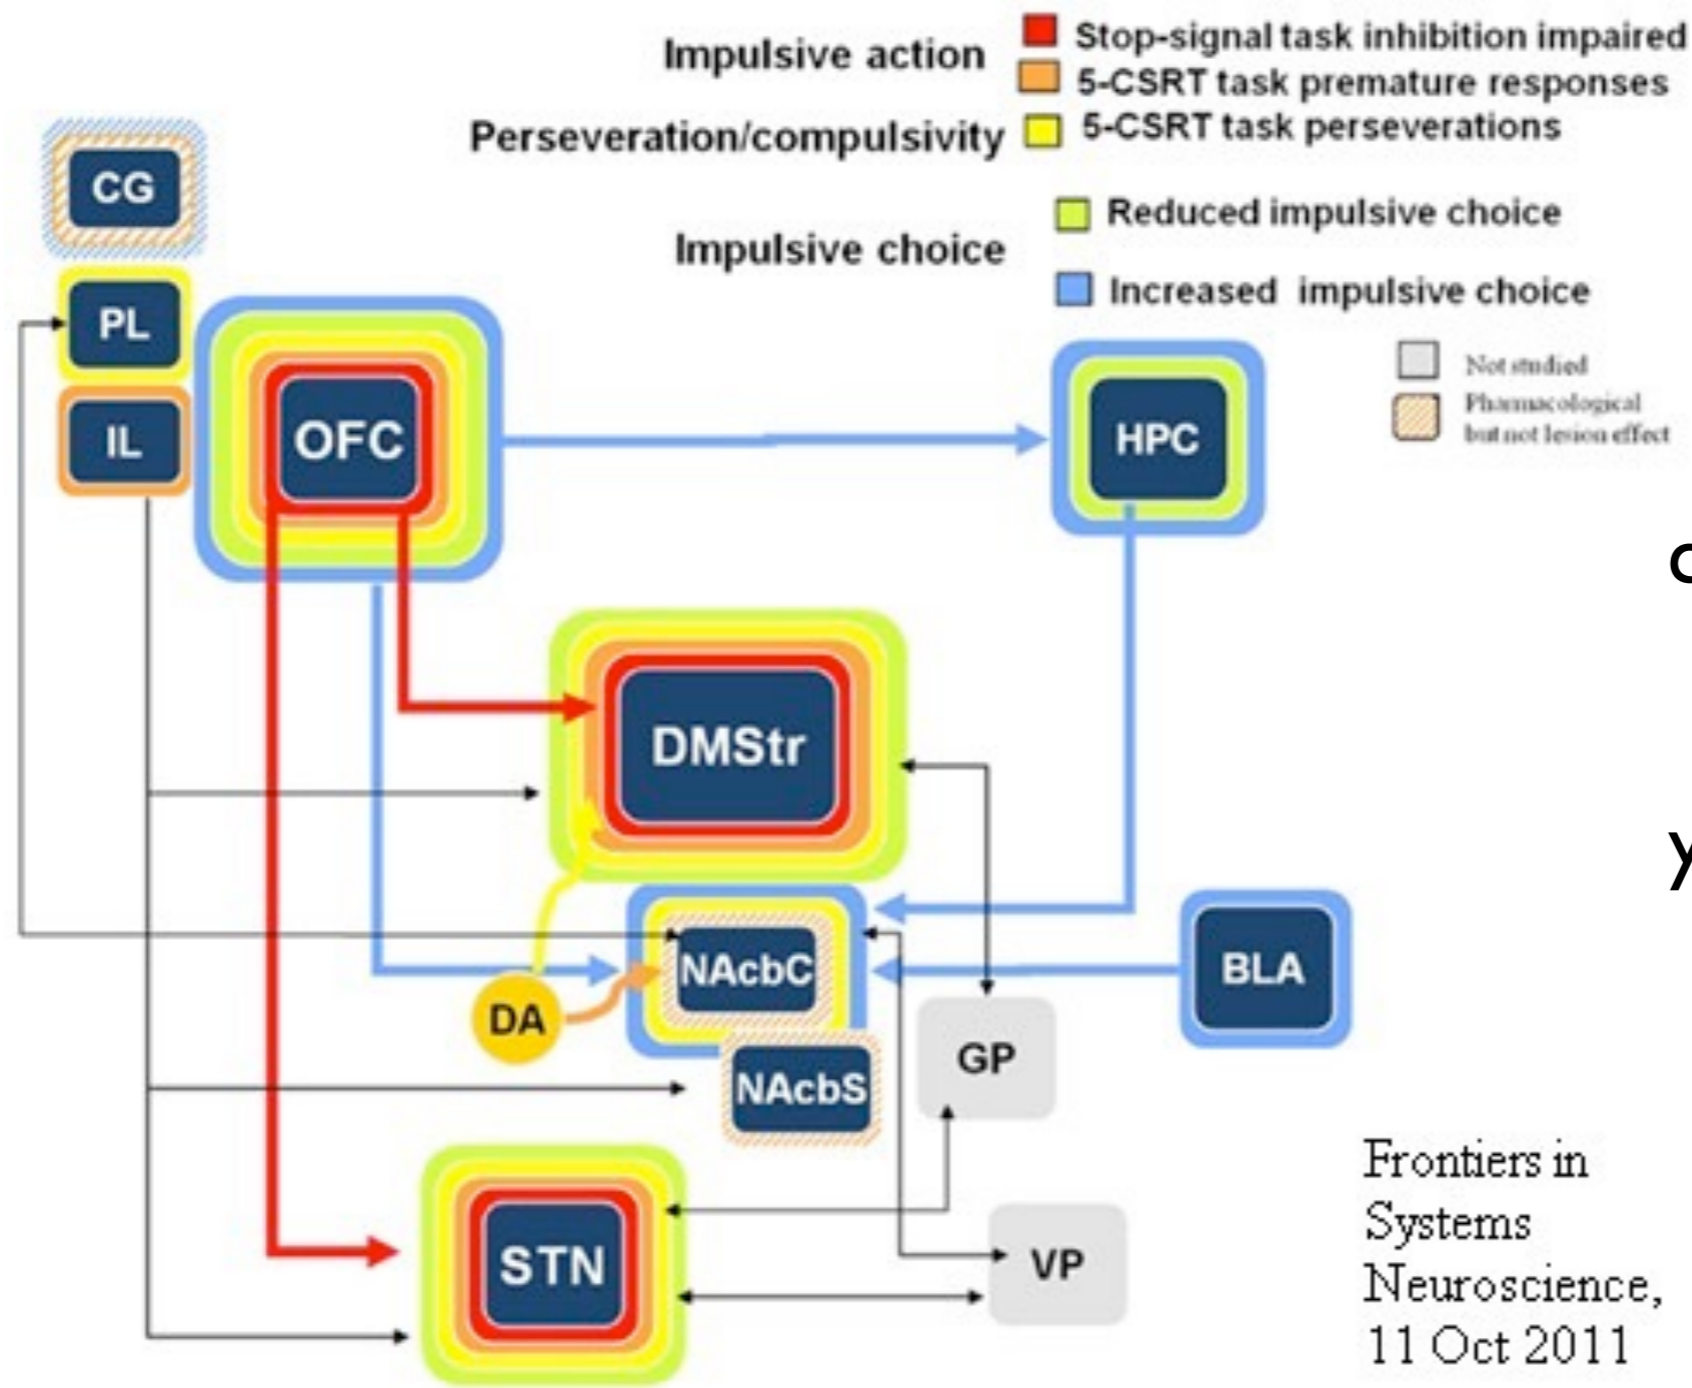 Impulsive action
Stop-signal task inhibition impaired
5-CSRT task premature responses
Perseveration/compulsivity
5-CSRT task perseverations
Impulsive choice
Reduced impulsive choice
Increased impulsive choice
Not studied
Pharmacological
but not lesion effect
CG
PL
IL
OFC
HPC
DMStr
NAcbC
BLA
DA
GP
NAcbS
STN
VP
Frontiers in
Systems
Neuroscience,
11 Oct 2011